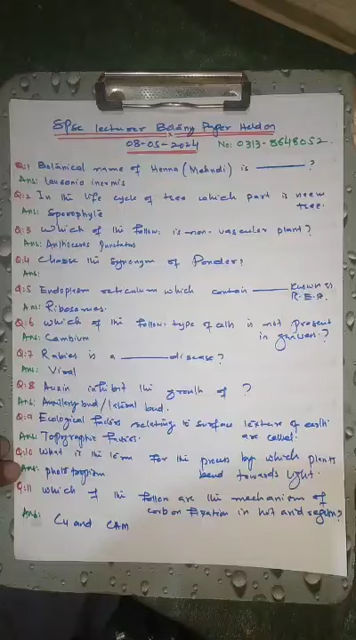 SPSC lecturer Botany Paper Held on
08-05-2024 No: 0313-8648052
Q:1 Botanical name of Henna (Mehndi) is ______ ?
Ans: Lawsonia inermis
Q:2 In the life cycle of tree which part is new
tree.
Ans: Sporophyte
Q:3 Which of the follow: is non-vascular plant?
Ans: Anthoceros Punctatus
Q:4 Choose the synonym of Ponder?
Ans:
Q:5 Endoplasm reticulum which contain ______ known as
R.E.R.
Ans: Ribosomes.
Q:6 which of the follow: type of cells is not present
in
Ans: Cambium
Q:7 Rabies is a ______ disease?
Ans: Viral
Q:8 Auxin inhibit the growth of ?
Ans: Auxillary bud / lateral bud.
Q:9 Ecological factors relating to surface texture of earth
are called.
Ans: Topographic factors.
Q:10 What is the term for the process by which plants
bend towards light.
Ans: phototropism
Q:11 which of the follow are the mechanism of
carbon fixation in hot arid region?
Ans: C4 and CAM